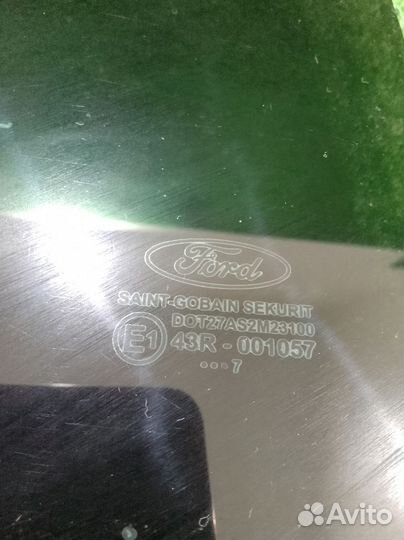 Ford
SAINT-GOBAIN SEKURIT
DOT27AS2M23100
E1 43R - 001057
•••7
Avito